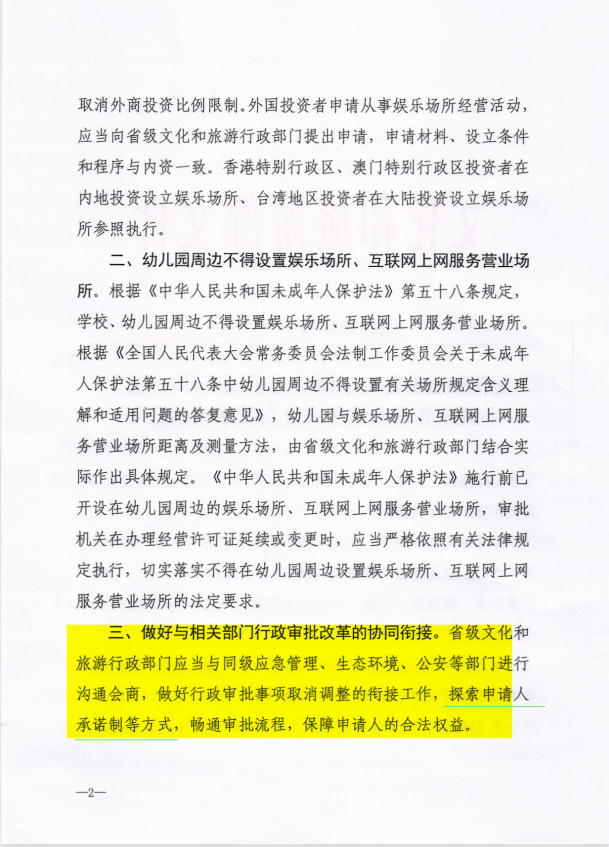 取消外商投资比例限制。外国投资者申请从事娱乐场所经营活动，
应当向省级文化和旅游行政部门提出申请，申请材料、设立条件
和程序与内资一致。香港特别行政区、澳门特别行政区投资者在
内地投资设立娱乐场所、台湾地区投资者在大陆投资设立娱乐场
所参照执行。
二、幼儿园周边不得设置娱乐场所、互联网上网服务营业场
所。根据《中华人民共和国未成年人保护法》第五十八条规定，
学校、幼儿园周边不得设置娱乐场所、互联网上网服务营业场所。
根据《全国人民代表大会常务委员会法制工作委员会关于未成年
人保护法第五十八条中幼儿园周边不得设置有关场所规定含义理
解和适用问题的答复意见》，幼儿园与娱乐场所、互联网上网服
务营业场所距离及测量方法，由省级文化和旅游行政部门结合实
际作出具体规定。《中华人民共和国未成年人保护法》施行前已
开设在幼儿园周边的娱乐场所、互联网上网服务营业场所，审批
机关在办理经营许可证延续或变更时，应当严格依照有关法律规
定执行，切实落实不得在幼儿园周边设置娱乐场所、互联网上网
服务营业场所的法定要求。
三、做好与相关部门行政审批改革的协同衔接。省级文化和
旅游行政部门应当与同级应急管理、生态环境、公安等部门进行
沟通会商，做好行政审批事项取消调整的衔接工作，探索申请人
承诺制等方式，畅通审批流程，保障申请人的合法权益。
—2—